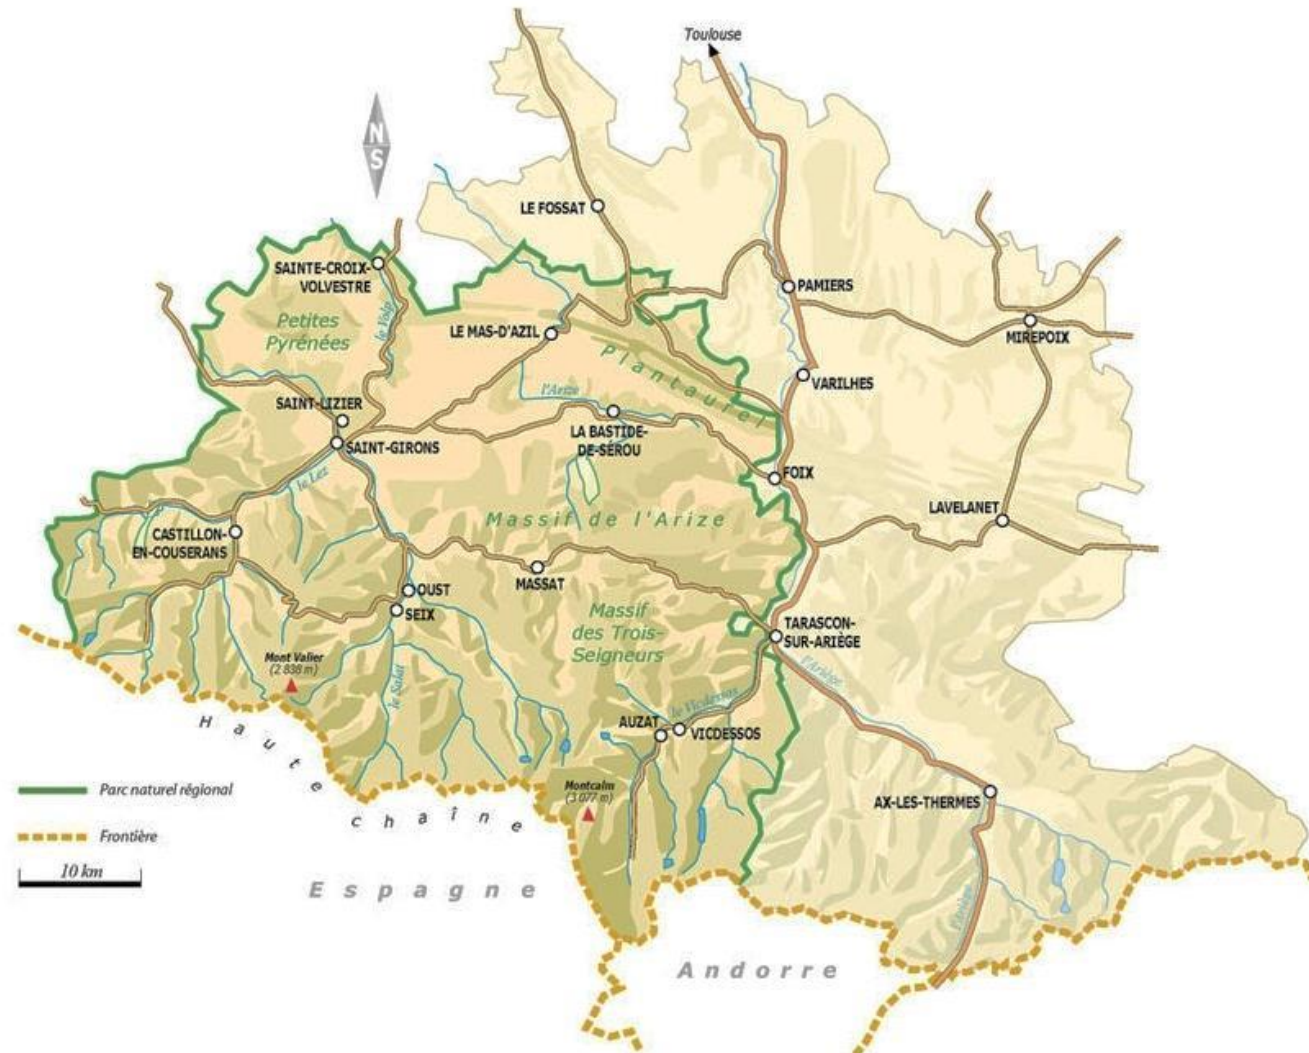 Toulouse
N
S
LE FOSSAT
SAINTE-CROIX-
VOLVESTRE
PAMIERS
le Volp
Petites
Pyrénées
LE MAS-D'AZIL
MIREPOIX
Plantaurel
VARILHES
l'Arize
SAINT-LIZIER
SAINT-GIRONS
LA BASTIDE-
DE-SÉROU
FOIX
le Lez
LAVELANET
Massif de l'Arize
CASTILLON-
EN-COUSERANS
MASSAT
OUST
SEIX
Massif
des Trois-
Seigneurs
TARASCON-
SUR-ARIÈGE
Mont Valier
(2 838 m)
l'Ariège
le Salat
le Vicdessos
AUZAT
VICDESSOS
Haute chaîne
Montcalm
(3 077 m)
AX-LES-THERMES
Parc naturel régional
Frontière
10 km
Espagne
l'Ariège
Andorre